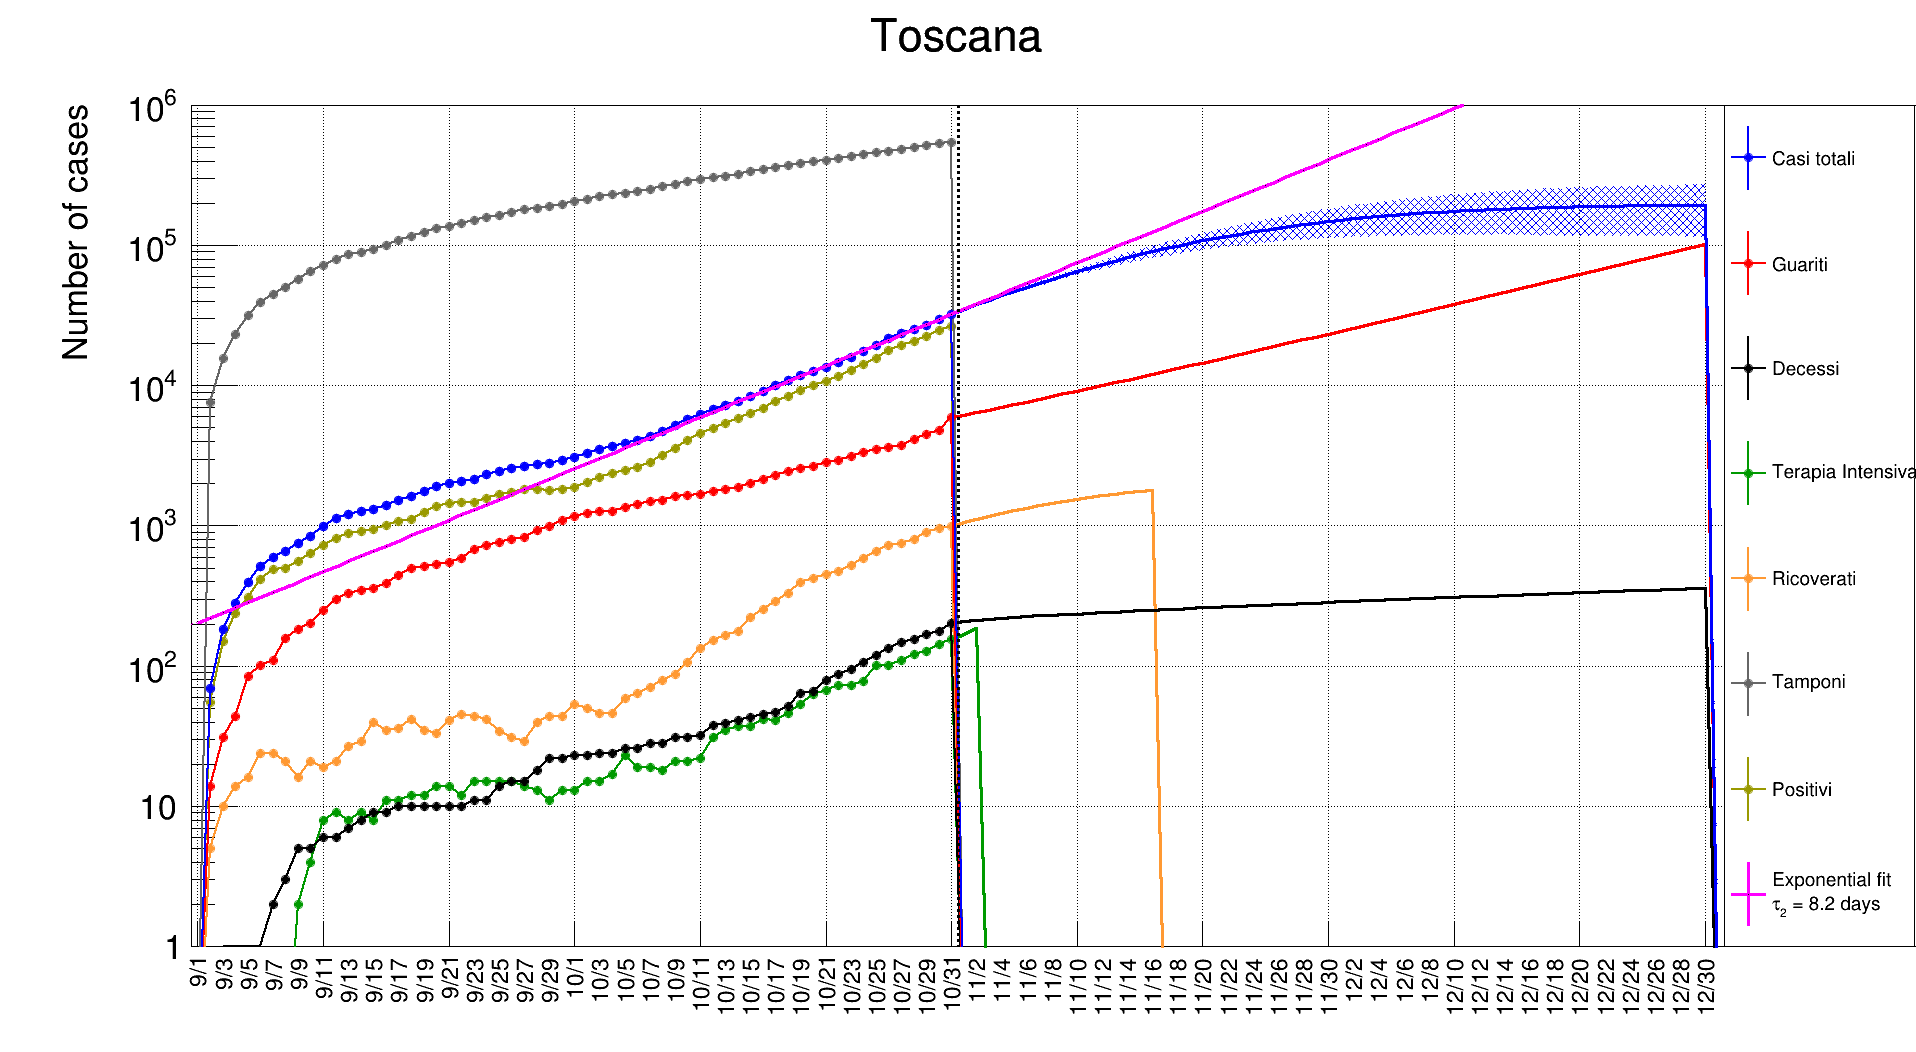 Toscana
Number of cases
10^6
10^5
10^4
10^3
10^2
10
1
9/1 9/3 9/5 9/7 9/9 9/11 9/13 9/15 9/17 9/19 9/21 9/23 9/25 9/27 9/29 10/1 10/3 10/5 10/7 10/9 10/11 10/13 10/15 10/17 10/19 10/21 10/23 10/25 10/27 10/29 10/31 11/2 11/4 11/6 11/8 11/10 11/12 11/14 11/16 11/18 11/20 11/22 11/24 11/26 11/28 11/30 12/2 12/4 12/6 12/8 12/10 12/12 12/14 12/16 12/18 12/20 12/22 12/24 12/26 12/28 12/30
Casi totali
Guariti
Decessi
Terapia Intensiva
Ricoverati
Tamponi
Positivi
Exponential fit
τ₂ = 8.2 days